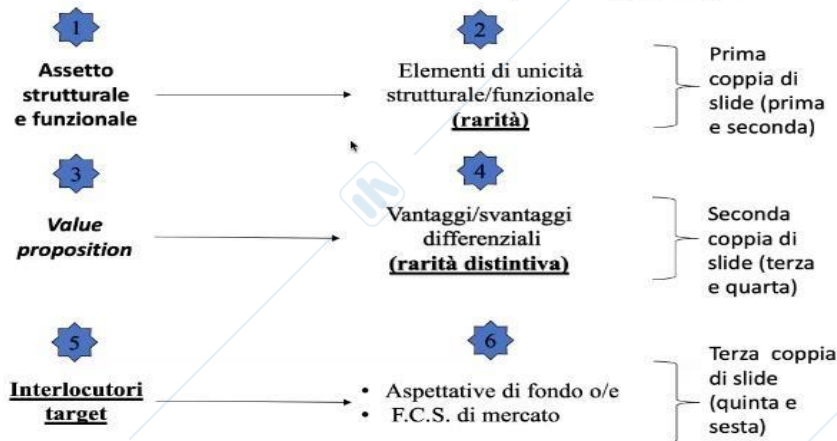 1
Assetto
strutturale
e funzionale
2
Elementi di unicità
strutturale/funzionale
(rarità)
Prima
coppia di
slide (prima
e seconda)
3
Value
proposition
4
Vantaggi/svantaggi
differenziali
(rarità distintiva)
Seconda
coppia di
slide (terza
e quarta)
5
Interlocutori
target
6
• Aspettative di fondo o/e
• F.C.S. di mercato
Terza coppia
di slide
(quinta e
sesta)